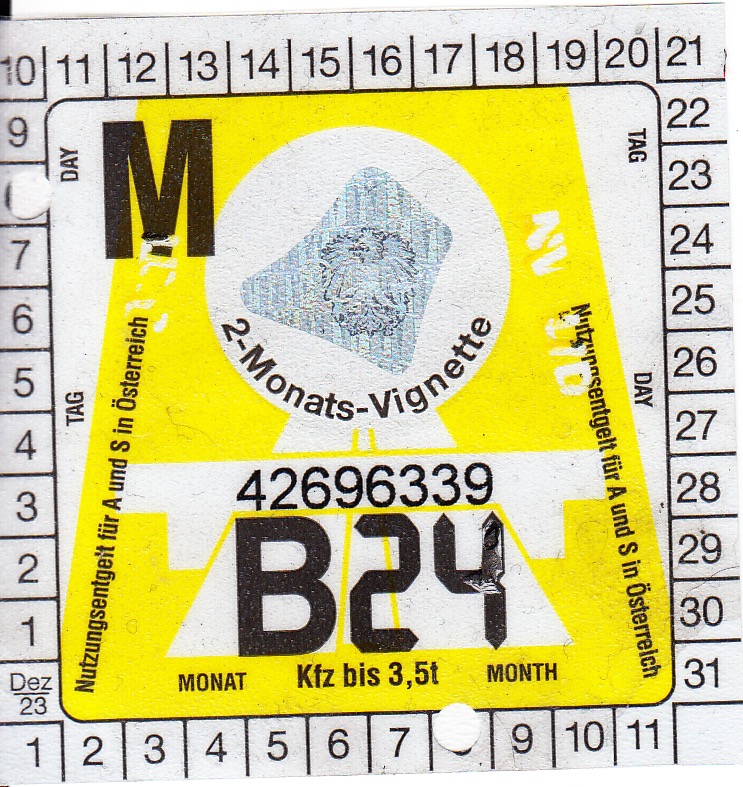 10 11 12 13 14 15 16 17 18 19 20 21
9
7
6
5
4
3
2
1
Dez
23
22
23
24
25
26
27
28
29
30
31
DAY
TAG
TAG
DAY
M
2-Monats-Vignette
Nutzungsentgelt für A und S in Österreich
Nutzungsentgelt für A und S in Österreich
42696339
B24
MONAT Kfz bis 3,5t MONTH
1 2 3 4 5 6 7 9 10 11